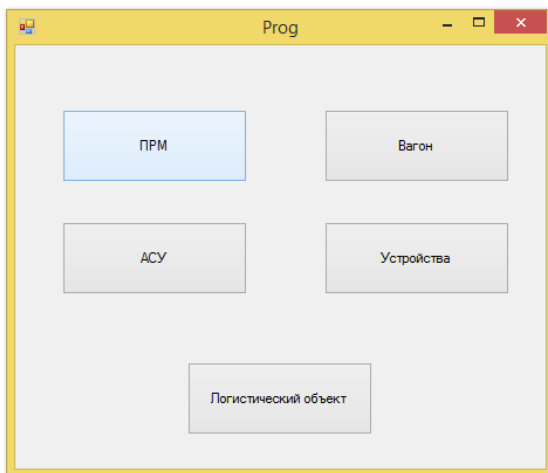 Prog
ПРМ
Вагон
АСУ
Устройства
Логистический объект